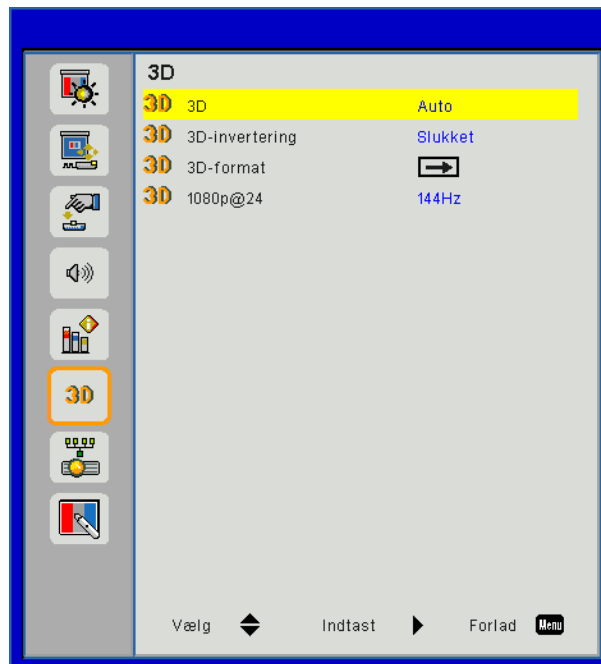 3D
3D 3D Auto
3D 3D-invertering Slukket
3D 3D-format
3D 1080p@24 144Hz
3D
Vælg Indtast Forlad Menu